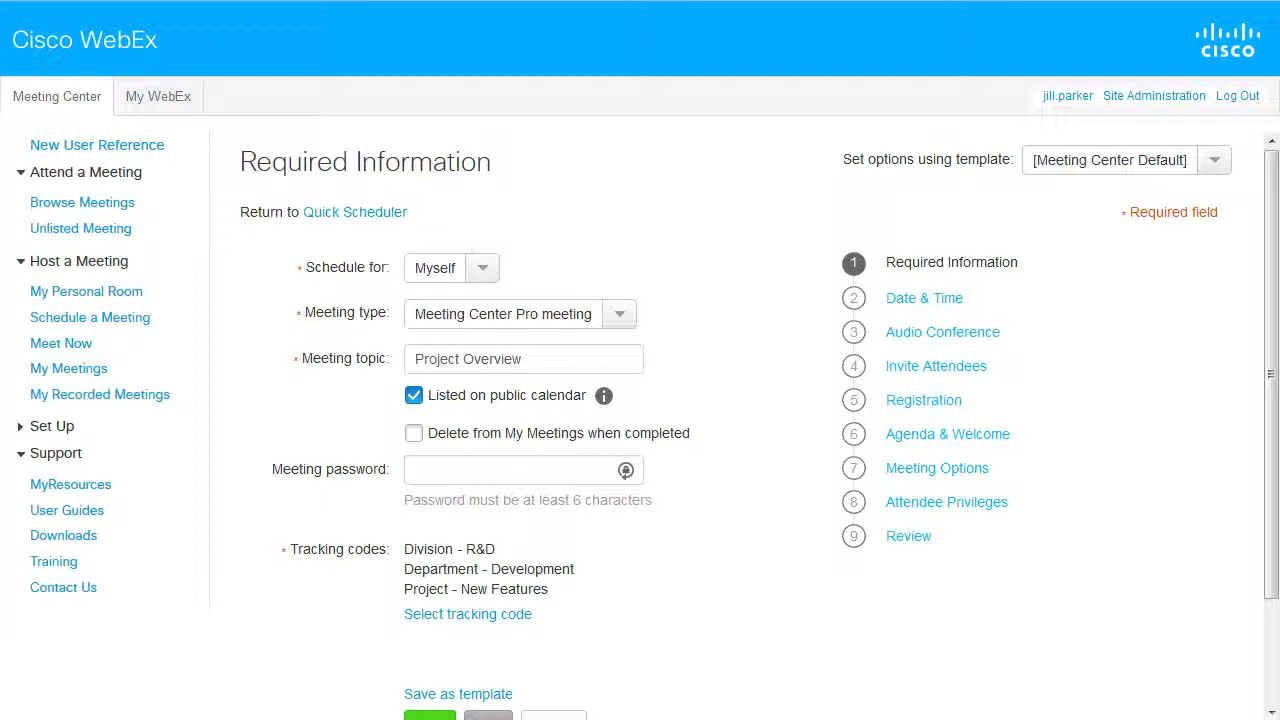 Cisco WebEx
CISCO
Meeting Center
My WebEx
jill.parker
Site Administration
Log Out
New User Reference
Attend a Meeting
Browse Meetings
Unlisted Meeting
Host a Meeting
My Personal Room
Schedule a Meeting
Meet Now
My Meetings
My Recorded Meetings
Set Up
Support
MyResources
User Guides
Downloads
Training
Contact Us
Required Information
Set options using template: [Meeting Center Default]
Return to Quick Scheduler
* Required field
* Schedule for: Myself
* Meeting type: Meeting Center Pro meeting
* Meeting topic: Project Overview
Listed on public calendar
Delete from My Meetings when completed
Meeting password:
Password must be at least 6 characters
* Tracking codes: Division - R&D
Department - Development
Project - New Features
Select tracking code
Save as template
1 Required Information
2 Date & Time
3 Audio Conference
4 Invite Attendees
5 Registration
6 Agenda & Welcome
7 Meeting Options
8 Attendee Privileges
9 Review